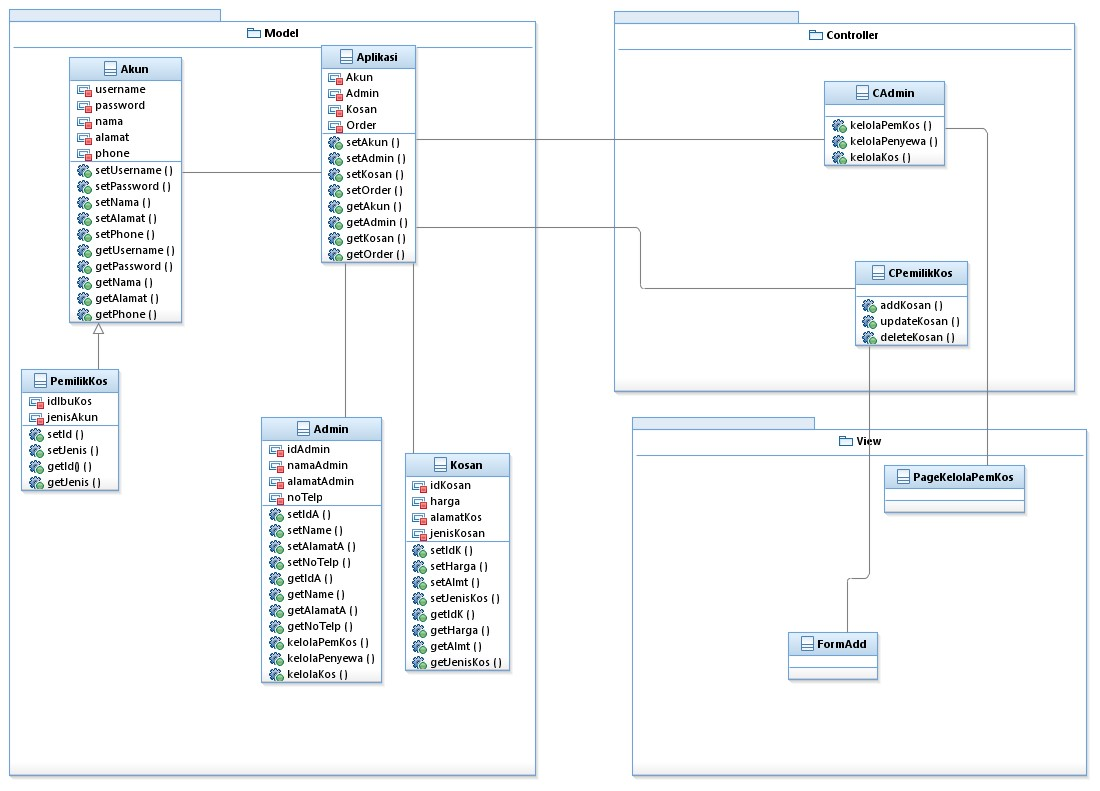 Model
Akun
username
password
nama
alamat
phone
setUsername ()
setPassword ()
setNama ()
setAlamat ()
setPhone ()
getUsername ()
getPassword ()
getNama ()
getAlamat ()
getPhone ()
Aplikasi
Akun
Admin
Kosan
Order
setAkun ()
setAdmin ()
setKosan ()
setOrder ()
getAkun ()
getAdmin ()
getKosan ()
getOrder ()
PemilikKos
idIbuKos
jenisAkun
setId ()
setJenis ()
getId() ()
getJenis ()
Admin
idAdmin
namaAdmin
alamatAdmin
noTelp
setIdA ()
setName ()
setAlamatA ()
setNoTelp ()
getIdA ()
getName ()
getAlamatA ()
getNoTelp ()
kelolaPemKos ()
kelolaPenyewa ()
kelolaKos ()
Kosan
idKosan
harga
alamatKos
jenisKosan
setIdK ()
setHarga ()
setAlmt ()
setJenisKos ()
getIdK ()
getHarga ()
getAlmt ()
getJenisKos ()
Controller
CAdmin
kelolaPemKos ()
kelolaPenyewa ()
kelolaKos ()
CPemilikKos
addKosan ()
updateKosan ()
deleteKosan ()
View
PageKelolaPemKos
FormAdd